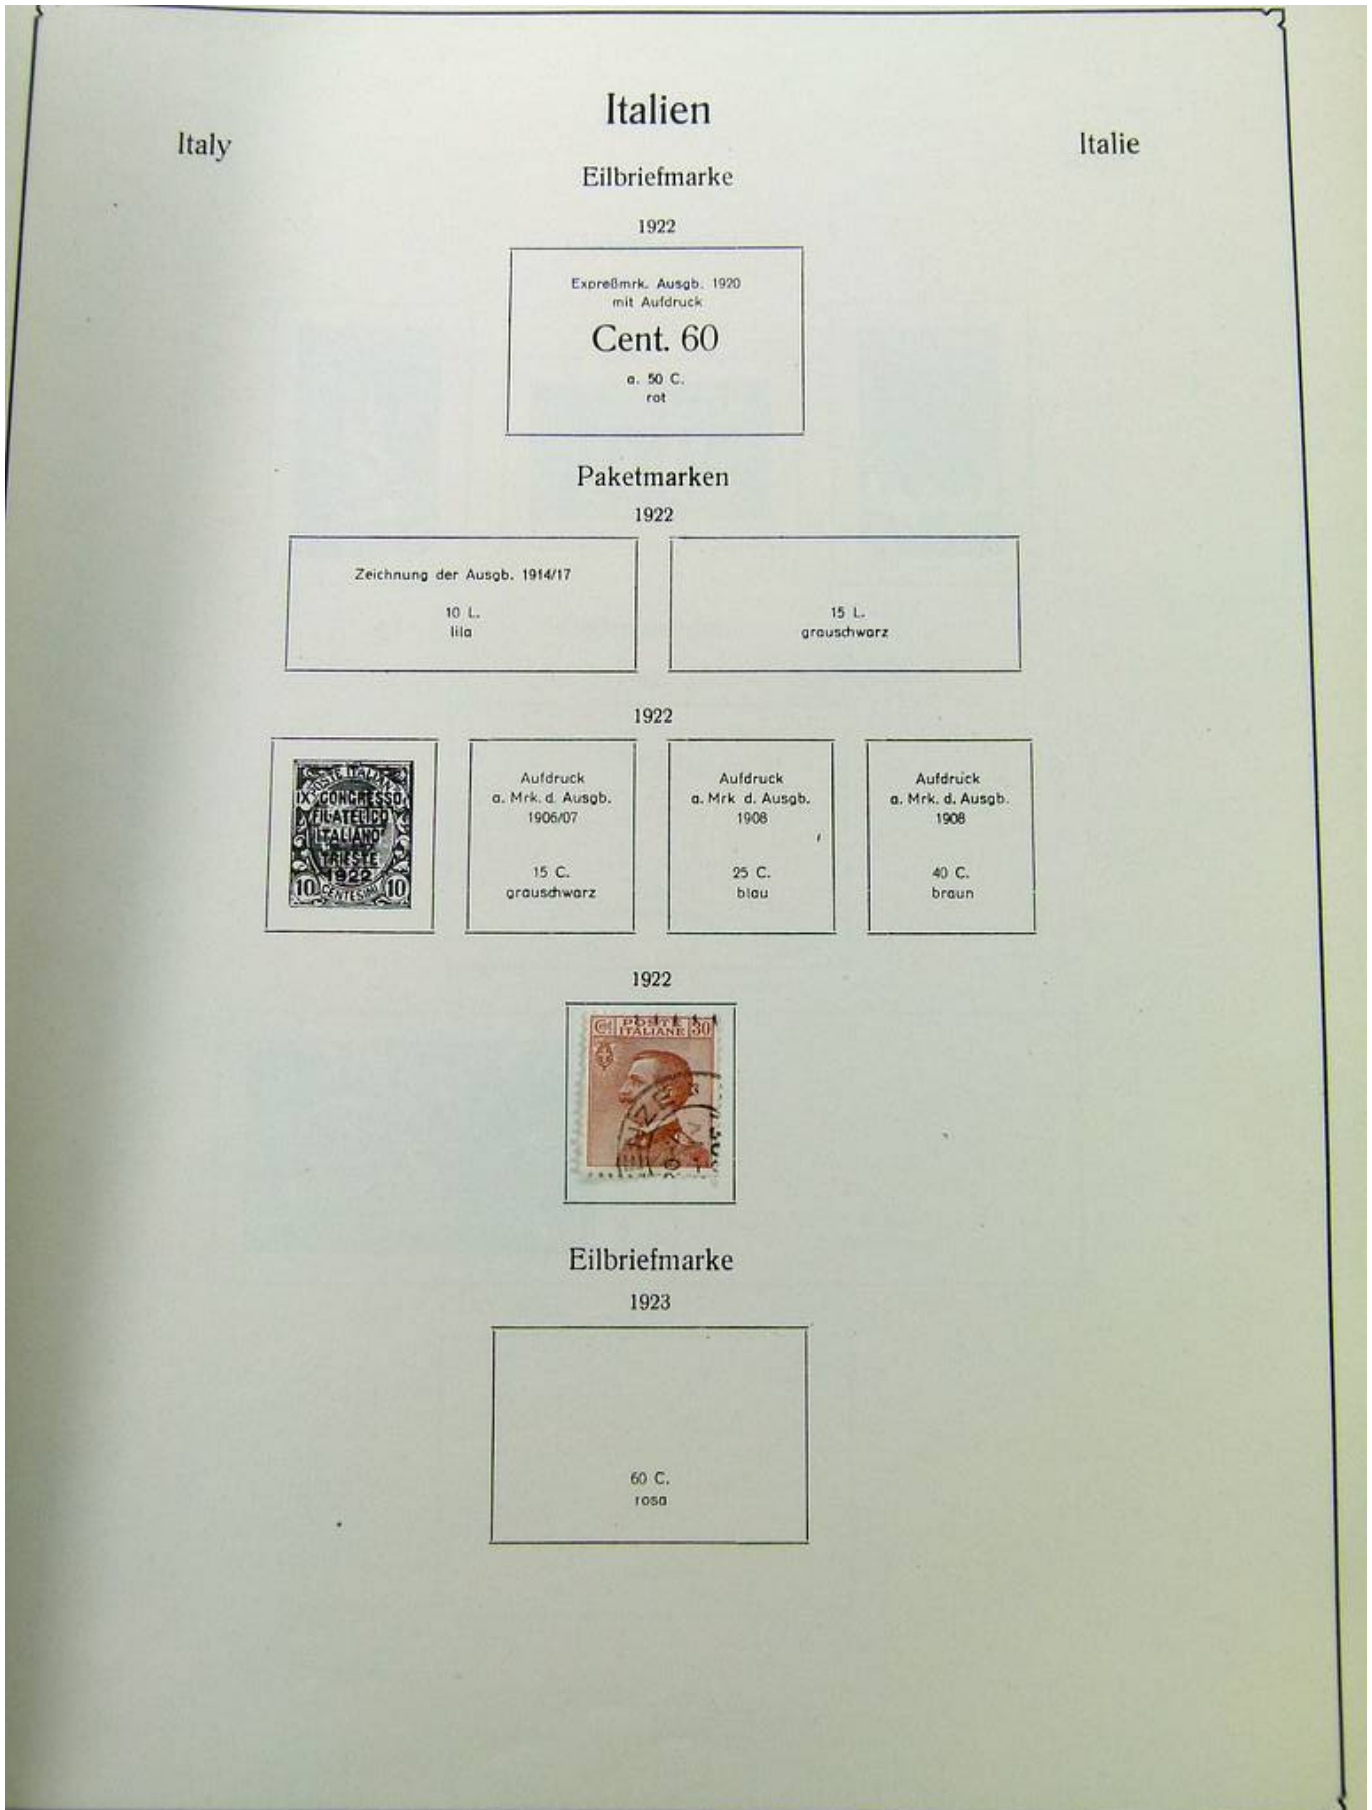 Italien
Italy
Italie
Eilbriefmarke
1922
Expreßmrk. Ausgb. 1920
mit Aufdruck
Cent. 60
a. 50 C.
rot
Paketmarken
1922
Zeichnung der Ausgb. 1914/17
10 L.
lila
15 L.
grauschwarz
1922
POSTE ITALIANE
IX° CONGRESSO
FILATELICO
ITALIANO
TRIESTE
1922
10 CENTESIMI 10
Aufdruck
a. Mrk. d. Ausgb.
1906/07
15 C.
grauschwarz
Aufdruck
a. Mrk d. Ausgb.
1908
25 C.
blau
Aufdruck
a. Mrk. d. Ausgb.
1908
40 C.
braun
1922
POSTE
ITALIANE
30
Eilbriefmarke
1923
60 C.
rosa